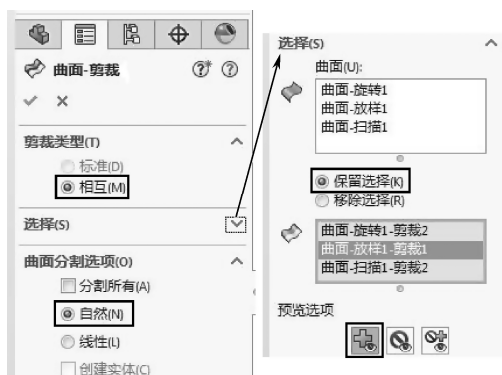 曲面-剪裁
剪裁类型(T)
标准(D)
相互(M)
选择(S)
曲面分割选项(O)
分割所有(A)
自然(N)
线性(L)
创建实体(C)
选择(S)
曲面(U):
曲面-旋转1
曲面-放样1
曲面-扫描1
保留选择(K)
移除选择(R)
曲面-旋转1-剪裁2
曲面-放样1-剪裁1
曲面-扫描1-剪裁2
预览选项